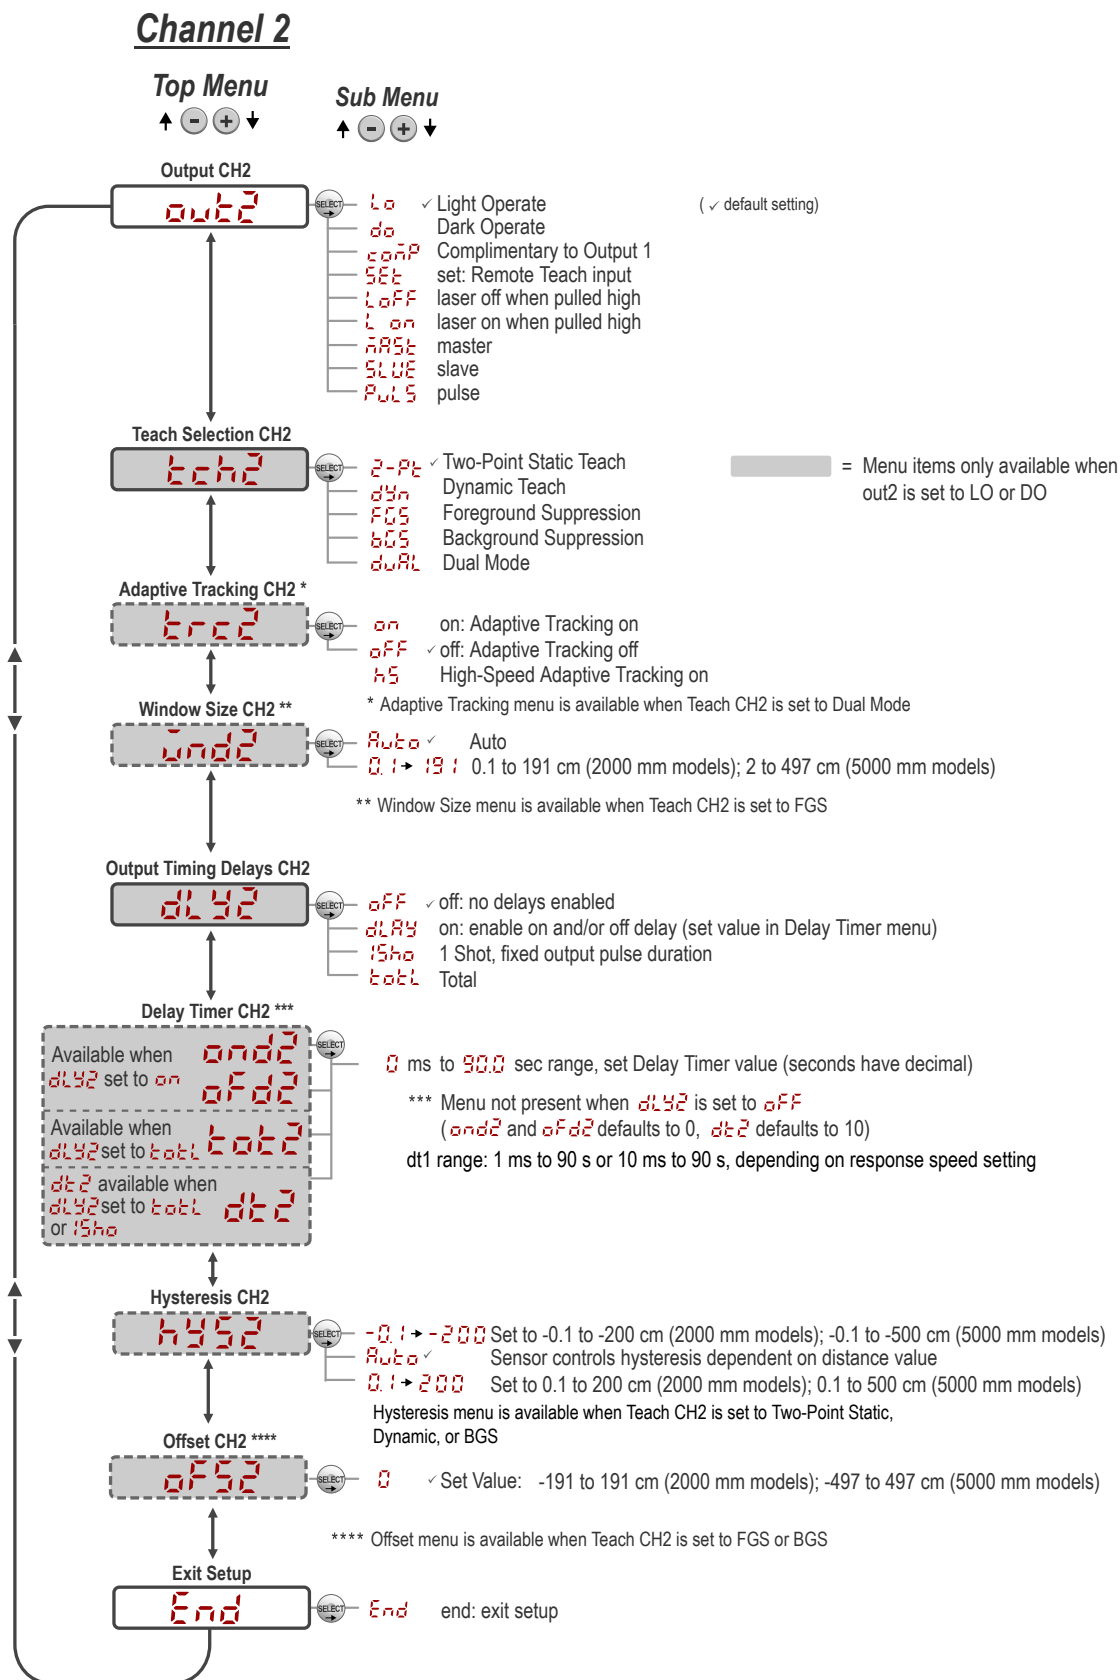 Channel 2
Top Menu
Sub Menu
- +
- +
Output CH2
out2
SELECT
Lo ✓ Light Operate
( ✓ default setting)
do Dark Operate
comP Complimentary to Output 1
SEt set: Remote Teach input
LoFF laser off when pulled high
L on laser on when pulled high
mASt master
SLUE slave
PuLS pulse
Teach Selection CH2
tch2
SELECT
2-Pt ✓ Two-Point Static Teach
dYn Dynamic Teach
FGS Foreground Suppression
bGS Background Suppression
duAL Dual Mode
= Menu items only available when
out2 is set to LO or DO
Adaptive Tracking CH2 *
trc2
SELECT
on on: Adaptive Tracking on
oFF ✓ off: Adaptive Tracking off
hS High-Speed Adaptive Tracking on
* Adaptive Tracking menu is available when Teach CH2 is set to Dual Mode
Window Size CH2 **
wnd2
SELECT
Auto ✓ Auto
0.1 → 191 0.1 to 191 cm (2000 mm models); 2 to 497 cm (5000 mm models)
** Window Size menu is available when Teach CH2 is set to FGS
Output Timing Delays CH2
dLY2
SELECT
oFF ✓ off: no delays enabled
dLAY on: enable on and/or off delay (set value in Delay Timer menu)
1Sho 1 Shot, fixed output pulse duration
totL Total
Delay Timer CH2 ***
Available when
dLY2 set to on
ond2
oFd2
SELECT
0 ms to 90.0 sec range, set Delay Timer value (seconds have decimal)
*** Menu not present when dLY2 is set to oFF
( ond2 and oFd2 defaults to 0, dt2 defaults to 10)
dt1 range: 1 ms to 90 s or 10 ms to 90 s, depending on response speed setting
Available when
dLY2 set to totL
tot2
dt2 available when
dLY2 set to totL
or 1Sho
dt2
Hysteresis CH2
hYS2
SELECT
-0.1 → -200 Set to -0.1 to -200 cm (2000 mm models); -0.1 to -500 cm (5000 mm models)
Auto ✓ Sensor controls hysteresis dependent on distance value
0.1 → 200 Set to 0.1 to 200 cm (2000 mm models); 0.1 to 500 cm (5000 mm models)
Hysteresis menu is available when Teach CH2 is set to Two-Point Static,
Dynamic, or BGS
Offset CH2 ****
oFS2
SELECT
0 ✓ Set Value: -191 to 191 cm (2000 mm models); -497 to 497 cm (5000 mm models)
**** Offset menu is available when Teach CH2 is set to FGS or BGS
Exit Setup
End
SELECT
End end: exit setup